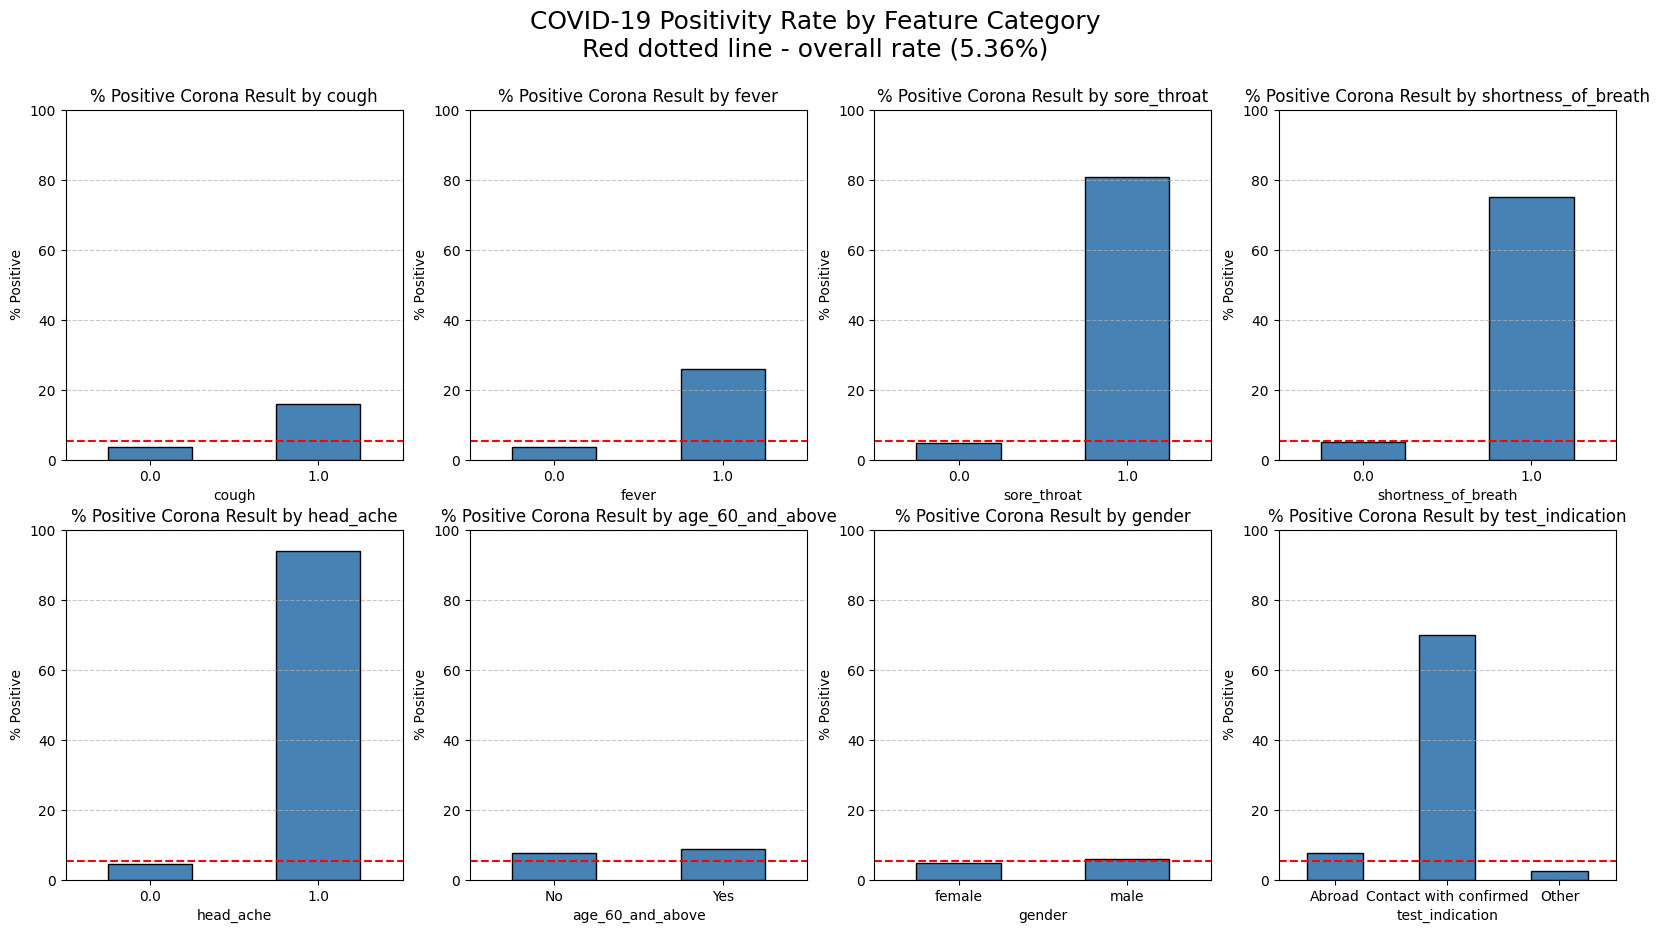 COVID-19 Positivity Rate by Feature Category
Red dotted line - overall rate (5.36%)
% Positive Corona Result by cough
100
80
60
40
20
0
% Positive
0.0 1.0
cough
% Positive Corona Result by fever
100
80
60
40
20
0
% Positive
0.0 1.0
fever
% Positive Corona Result by sore_throat
100
80
60
40
20
0
% Positive
0.0 1.0
sore_throat
% Positive Corona Result by shortness_of_breath
100
80
60
40
20
0
% Positive
0.0 1.0
shortness_of_breath
% Positive Corona Result by head_ache
100
80
60
40
20
0
% Positive
0.0 1.0
head_ache
% Positive Corona Result by age_60_and_above
100
80
60
40
20
0
% Positive
No Yes
age_60_and_above
% Positive Corona Result by gender
100
80
60
40
20
0
% Positive
female male
gender
% Positive Corona Result by test_indication
100
80
60
40
20
0
% Positive
Abroad Contact with confirmed Other
test_indication